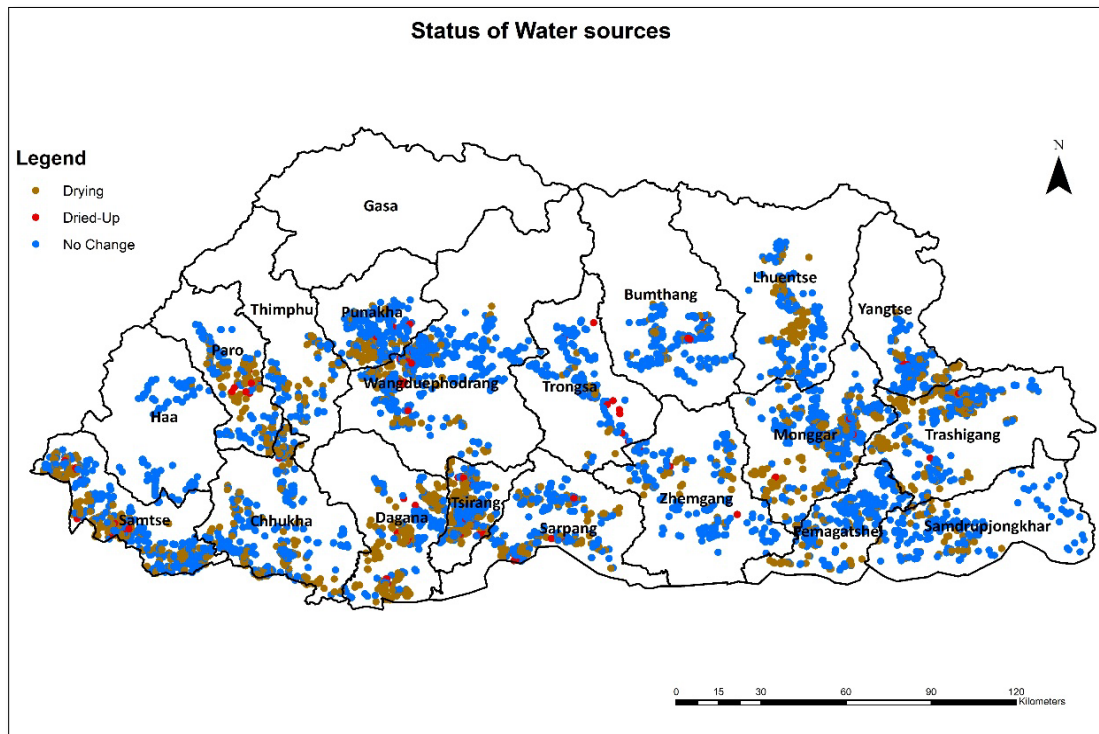 Status of Water sources
Legend
Drying
Dried-Up
No Change
N
Gasa
Thimphu
Punakha
Bumthang
Lhuentse
Yangtse
Paro
Wangduephodrang
Trongsa
Haa
Monggar
Trashigang
Zhemgang
Samtse
Chhukha
Dagana
Tsirang
Sarpang
Pemagatshel
Samdrupjongkhar
0 15 30 60 90 120
Kilometers